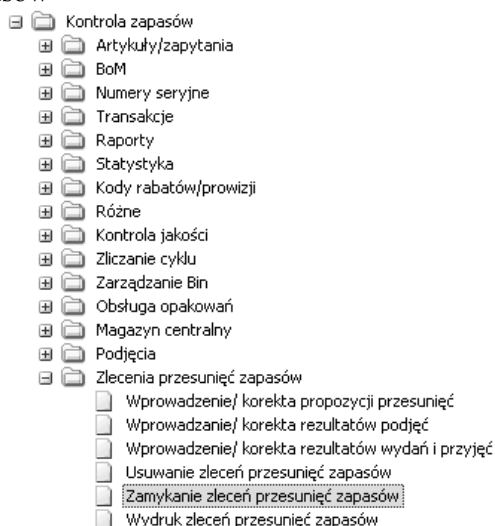 Kontrola zapasów
Artykuły/zapytania
BoM
Numery seryjne
Transakcje
Raporty
Statystyka
Kody rabatów/prowizji
Różne
Kontrola jakości
Zliczanie cyklu
Zarządzanie Bin
Obsługa opakowań
Magazyn centralny
Podjęcia
Zlecenia przesunięć zapasów
Wprowadzenie/ korekta propozycji przesunięć
Wprowadzanie/ korekta rezultatów podjęć
Wprowadzenie/ korekta rezultatów wydań i przyjęć
Usuwanie zleceń przesunięć zapasów
Zamykanie zleceń przesunięć zapasów
Wydruk zleceń przesunięć zapasów